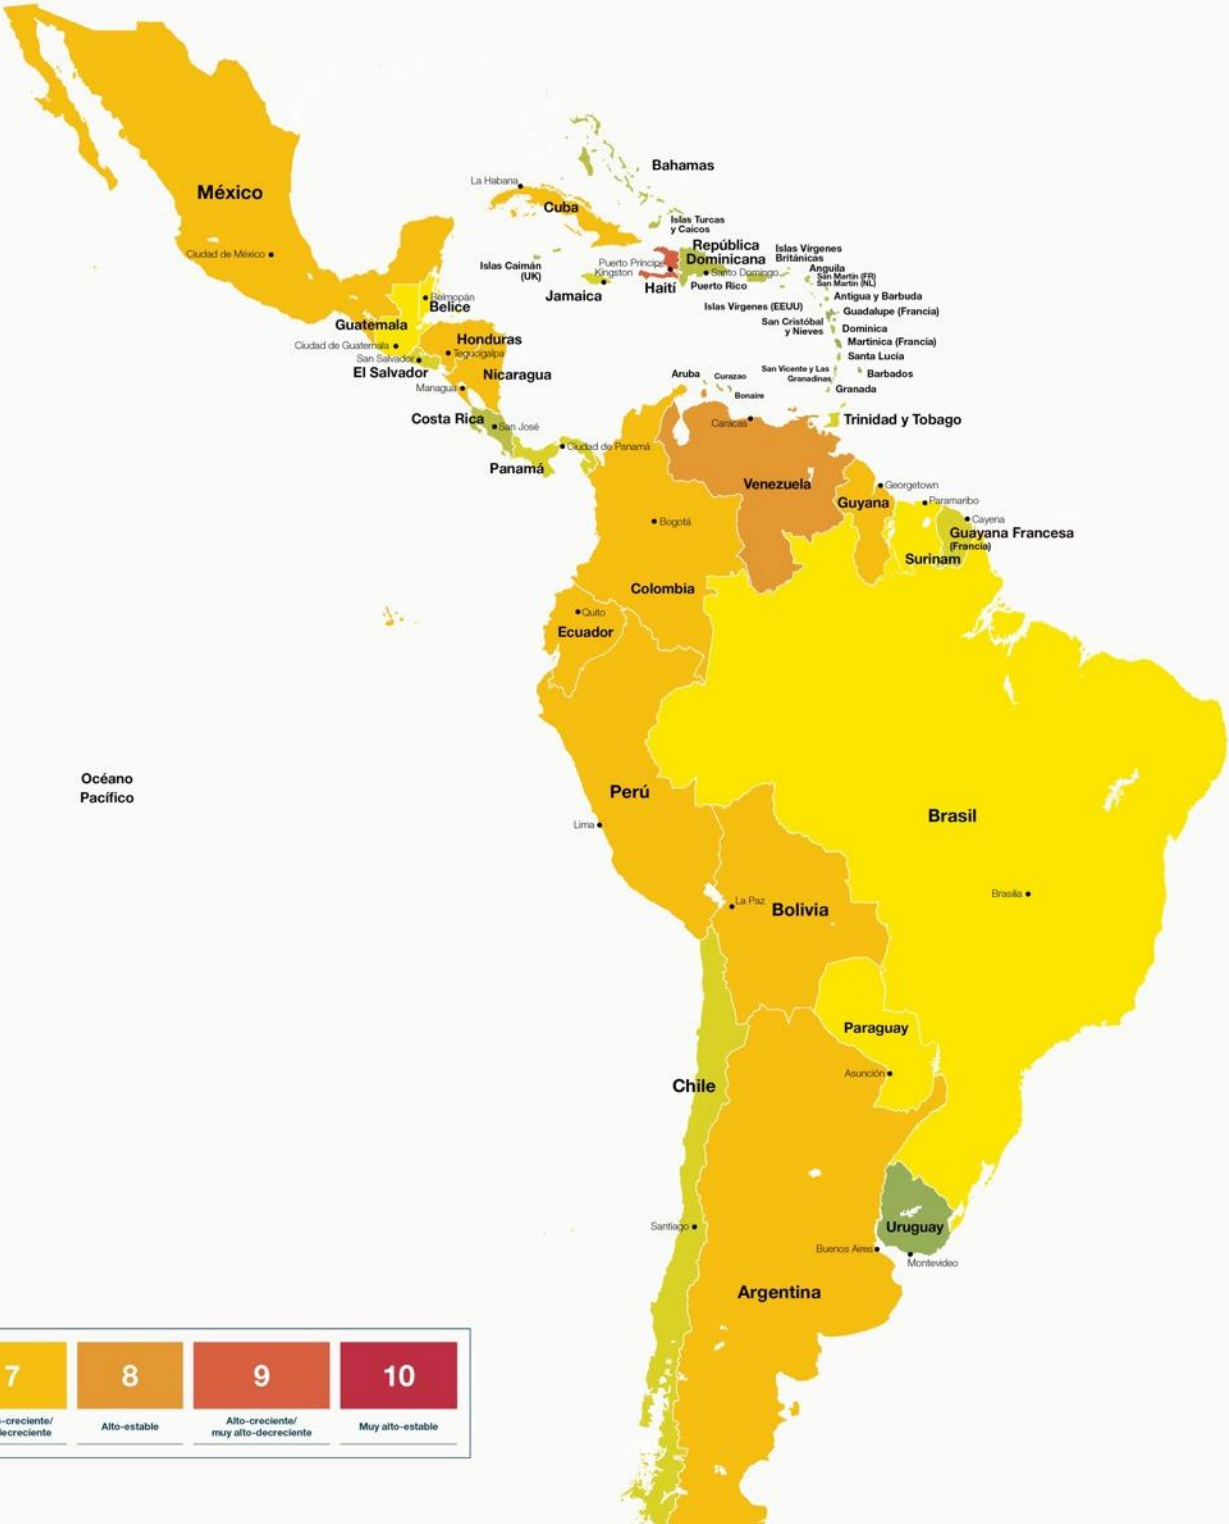 Bahamas
La Habana
México
Cuba
Islas Turcas
y Caicos
República
Dominicana
Islas Vírgenes
Británicas
Ciudad de México
Islas Caimán
(UK)
Puerto Príncipe
Kingston
Santo Domingo
Anguila
San Martín (FR)
San Martín (NL)
Jamaica
Haití
Puerto Rico
Belmopán
Belice
Antigua y Barbuda
Islas Vírgenes (EEUU)
Guadalupe (Francia)
Guatemala
San Cristóbal
y Nieves
Dominica
Honduras
Ciudad de Guatemala
Martinica (Francia)
Tegucigalpa
San Salvador
Santa Lucía
El Salvador
Nicaragua
Aruba
Curazao
San Vicente y Las
Granadinas
Barbados
Managua
Bonaire
Granada
Costa Rica
San José
Caracas
Trinidad y Tobago
Ciudad de Panamá
Panamá
Venezuela
Georgetown
Guyana
Paramaribo
Bogotá
Cayena
Guayana Francesa
(Francia)
Surinam
Colombia
Quito
Ecuador
Océano
Pacífico
Perú
Brasil
Lima
Brasilia
La Paz
Bolivia
Paraguay
Asunción
Chile
Santiago
Uruguay
Buenos Aires
Montevideo
Argentina
7
8
9
10
-creciente/
decreciente
Alto-estable
Alto-creciente/
muy alto-decreciente
Muy alto-estable